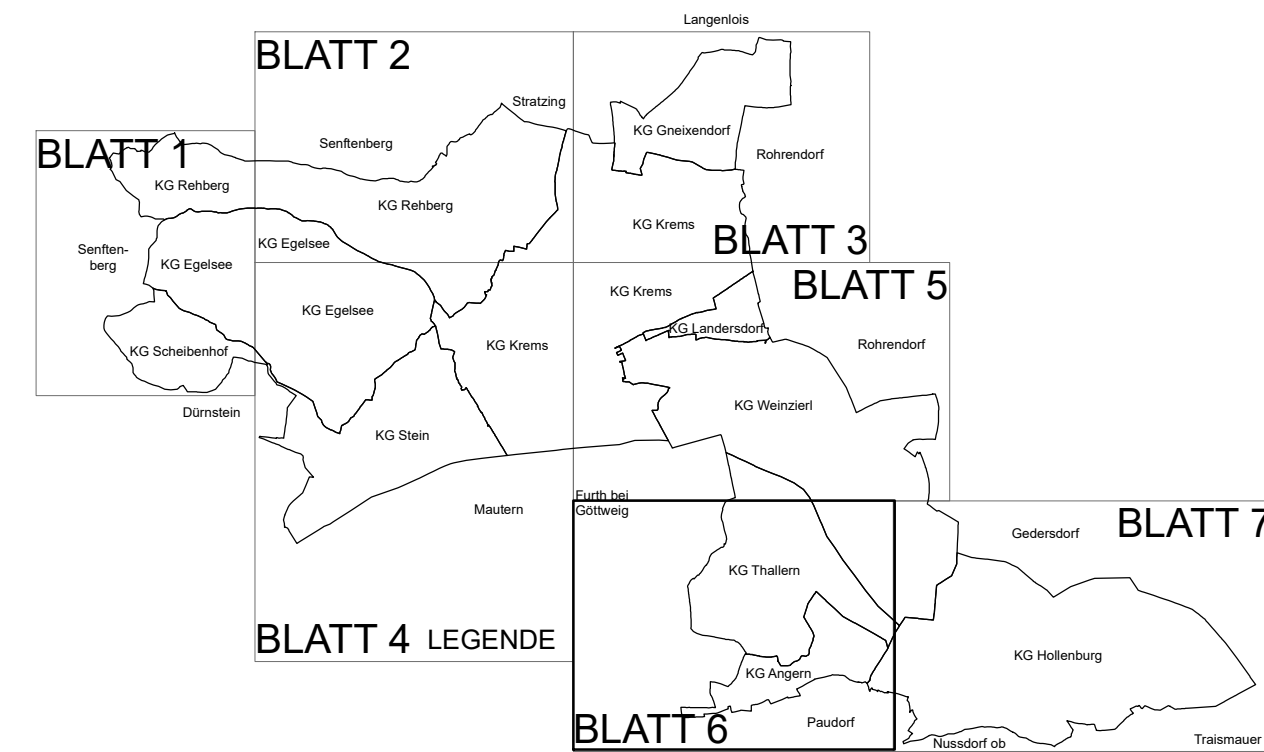 Langenlois
BLATT 2
Stratzing
Senftenberg
KG Gneixendorf
Rohrendorf
BLATT 1
KG Rehberg
KG Rehberg
KG Krems
BLATT 3
Senften-
berg
KG Egelsee
KG Egelsee
KG Egelsee
KG Krems
BLATT 5
KG Landersdorf
Rohrendorf
KG Scheibenhof
KG Krems
Dürnstein
KG Stein
KG Weinzierl
Mautern
Furth bei
Göttweig
Gedersdorf
BLATT 7
KG Thallern
BLATT 4
LEGENDE
KG Hollenburg
KG Angern
BLATT 6
Paudorf
Nussdorf ob
Traismauer